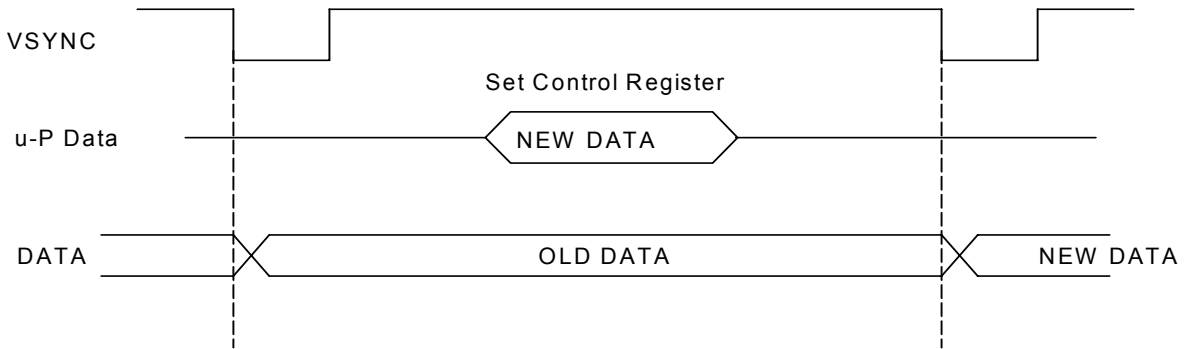 VSYNC
Set Control Register
u-P Data
NEW DATA
DATA
OLD DATA
NEW DATA